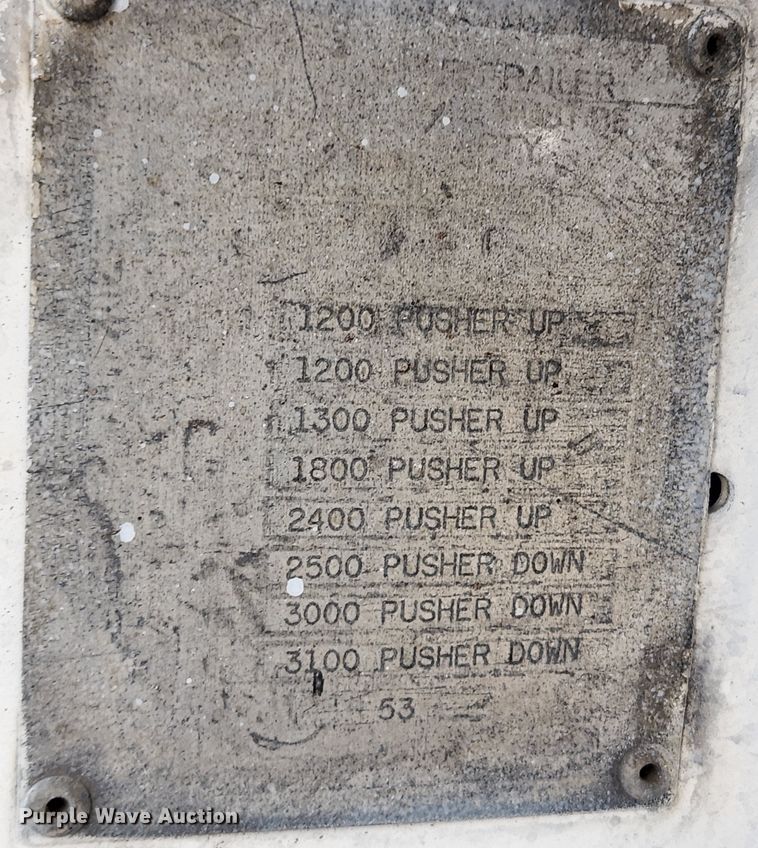 1200 PUSHER UP
1200 PUSHER UP
1300 PUSHER UP
1800 PUSHER UP
2400 PUSHER UP
2500 PUSHER DOWN
3000 PUSHER DOWN
3100 PUSHER DOWN
53
Purple Wave Auction